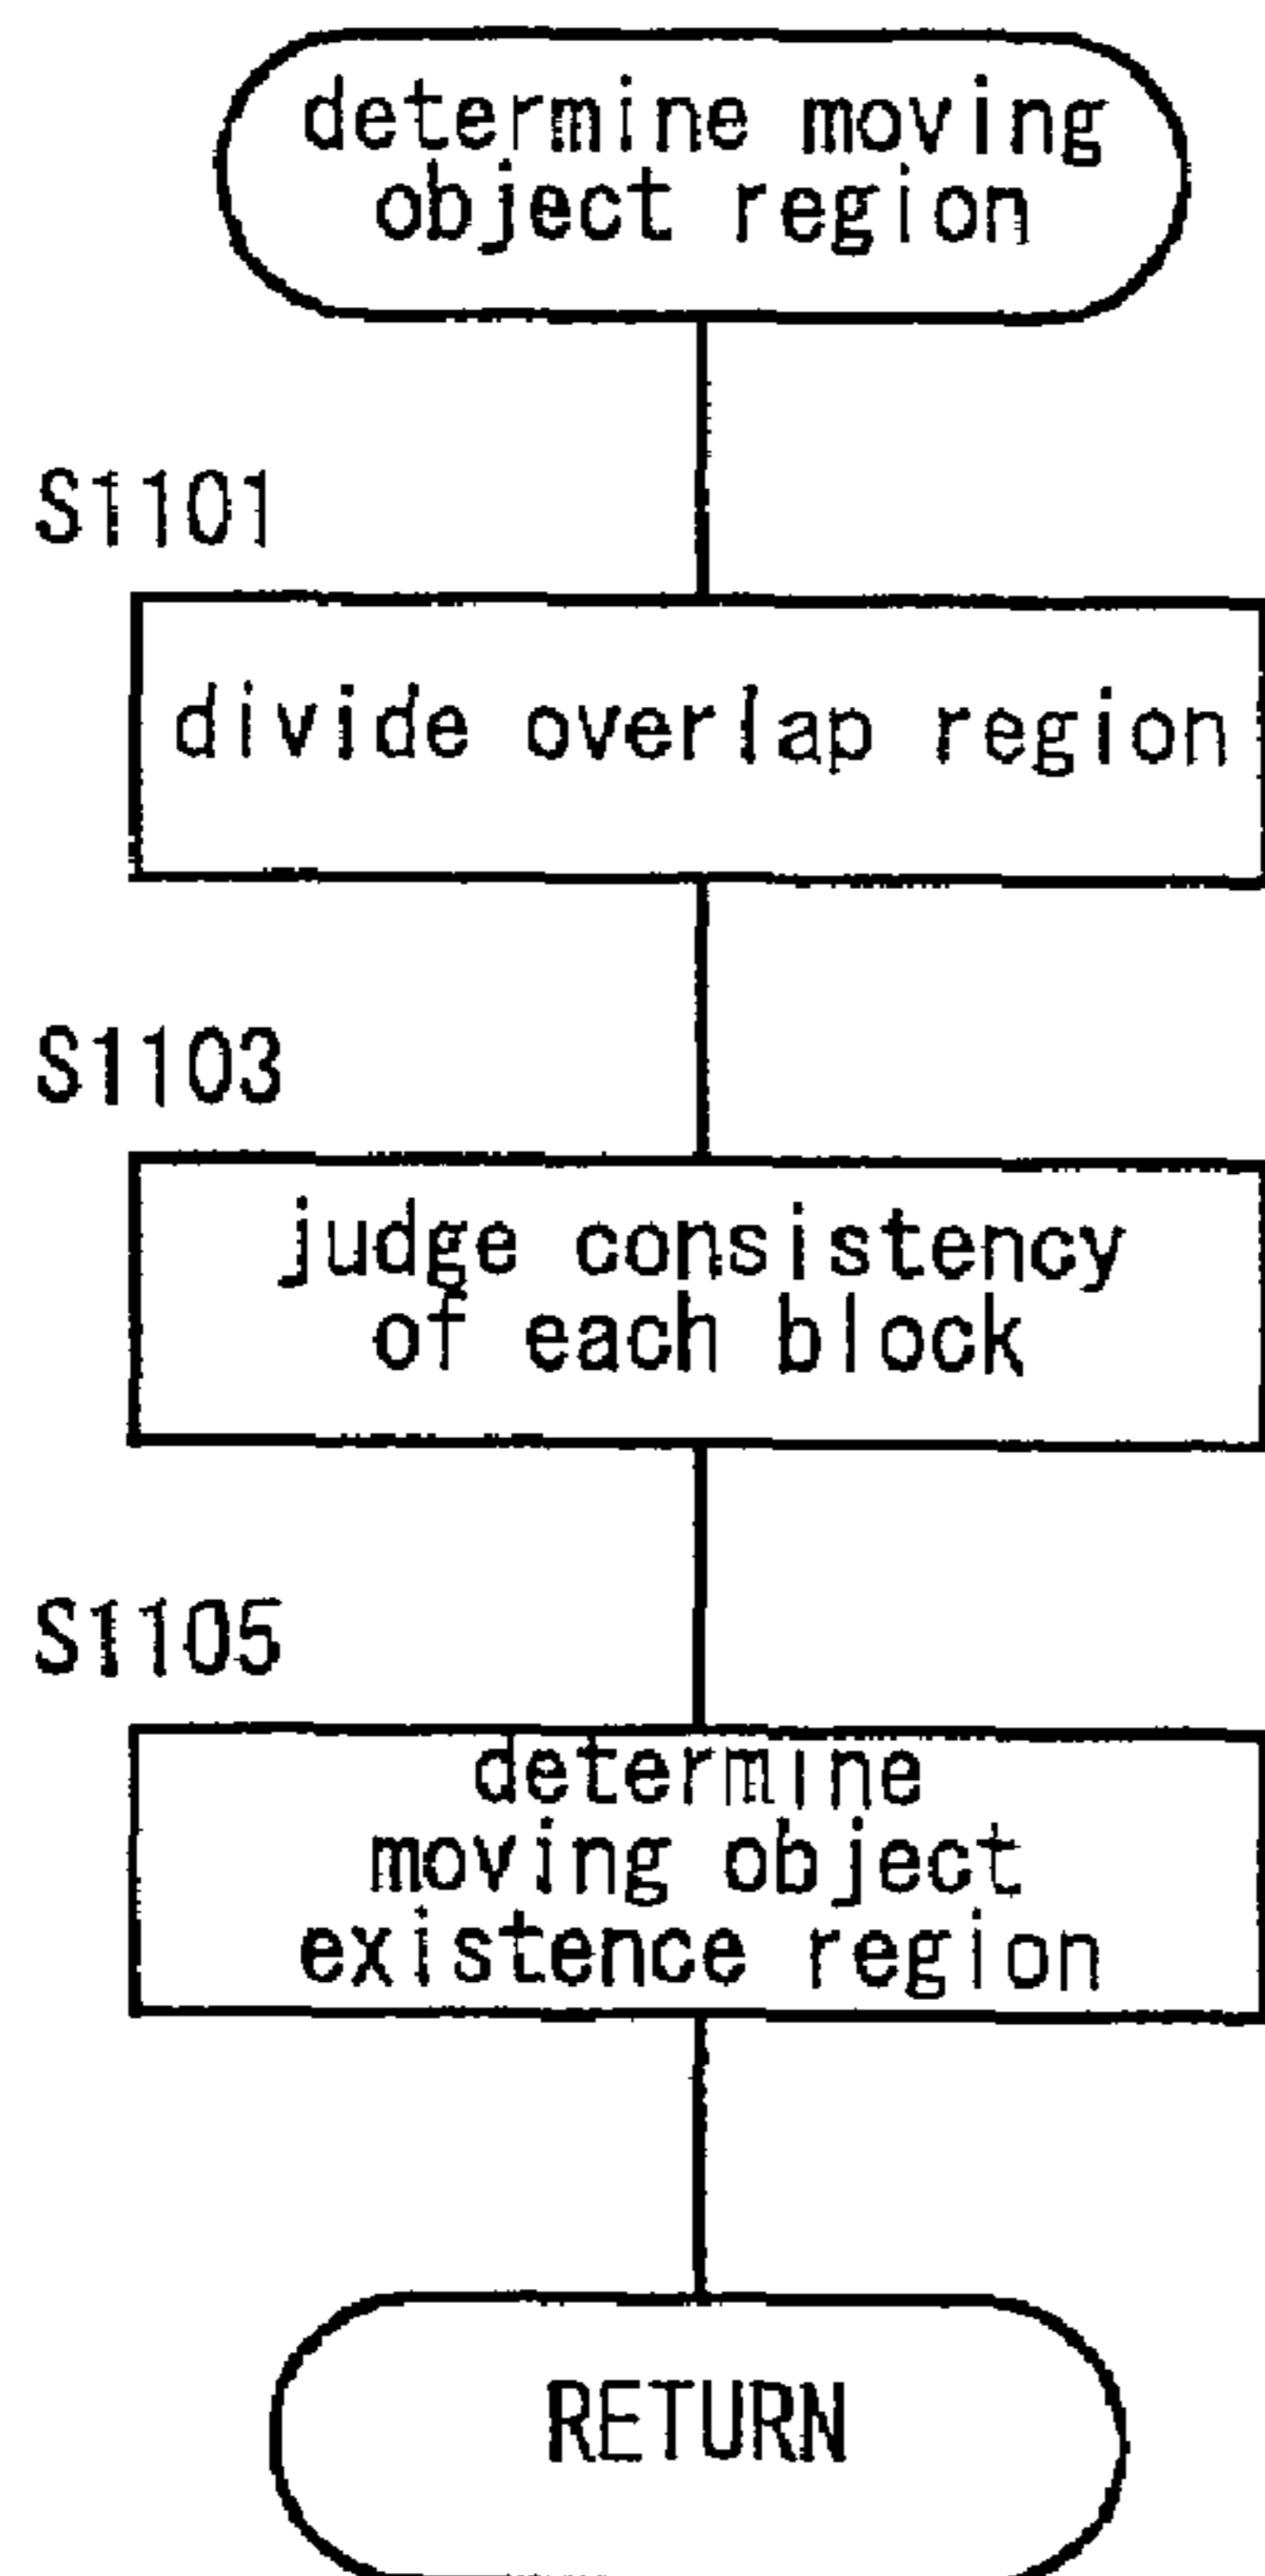 determine moving
object region
S1101
divide overlap region
S1103
judge consistency
of each block
S1105
determine
moving object
existence region
RETURN